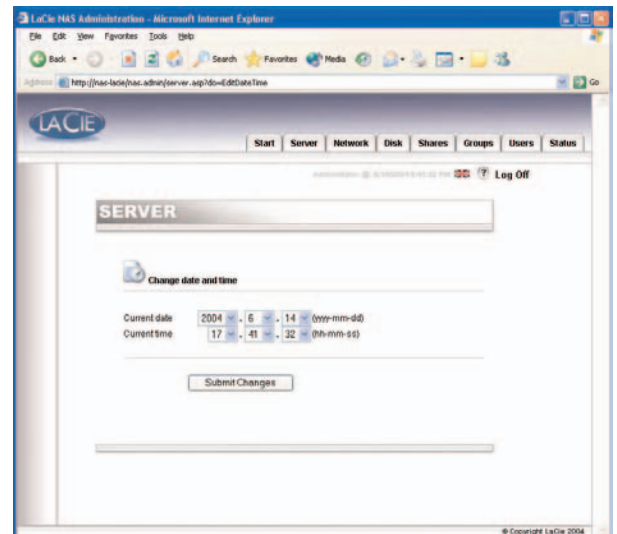 LaCie NAS Administration - Microsoft Internet Explorer
File Edit View Favorites Tools Help
Back Search Favorites Media
Address http://nas-lacie/nas.admin/server.asp?do=EditDateTime Go
LACIE
Start Server Network Disk Shares Groups Users Status
? Log Off
SERVER
Change date and time
Current date 2004 . 6 . 14 (yyyy-mm-dd)
Current time 17 . 41 . 32 (hh-mm-ss)
Submit Changes
© Copyright LaCie 2004